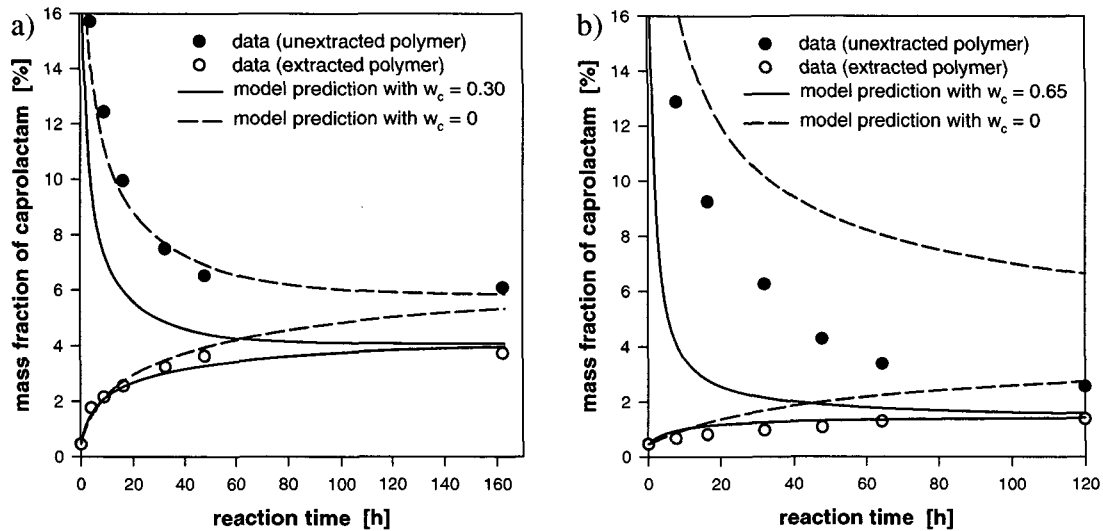 a)
16
14
12
10
8
6
4
2
0
mass fraction of caprolactam [%]
data (unextracted polymer)
data (extracted polymer)
model prediction with w_c = 0.30
model prediction with w_c = 0
0 20 40 60 80 100 120 140 160
reaction time [h]
b)
16
14
12
10
8
6
4
2
0
mass fraction of caprolactam [%]
data (unextracted polymer)
data (extracted polymer)
model prediction with w_c = 0.65
model prediction with w_c = 0
0 20 40 60 80 100 120
reaction time [h]